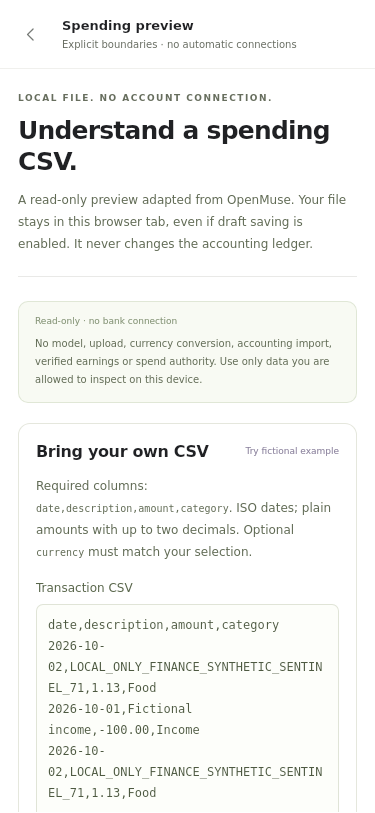 Spending preview
Explicit boundaries · no automatic connections
LOCAL FILE. NO ACCOUNT CONNECTION.
Understand a spending
CSV.
A read-only preview adapted from OpenMuse. Your file
stays in this browser tab, even if draft saving is
enabled. It never changes the accounting ledger.
Read-only · no bank connection
No model, upload, currency conversion, accounting import,
verified earnings or spend authority. Use only data you are
allowed to inspect on this device.
Bring your own CSV
Try fictional example
Required columns:
date,description,amount,category. ISO dates; plain
amounts with up to two decimals. Optional
currency must match your selection.
Transaction CSV
date,description,amount,category
2026-10-
02,LOCAL_ONLY_FINANCE_SYNTHETIC_SENTIN
EL_71,1.13,Food
2026-10-01,Fictional
income,-100.00,Income
2026-10-
02,LOCAL_ONLY_FINANCE_SYNTHETIC_SENTIN
EL_71,1.13,Food